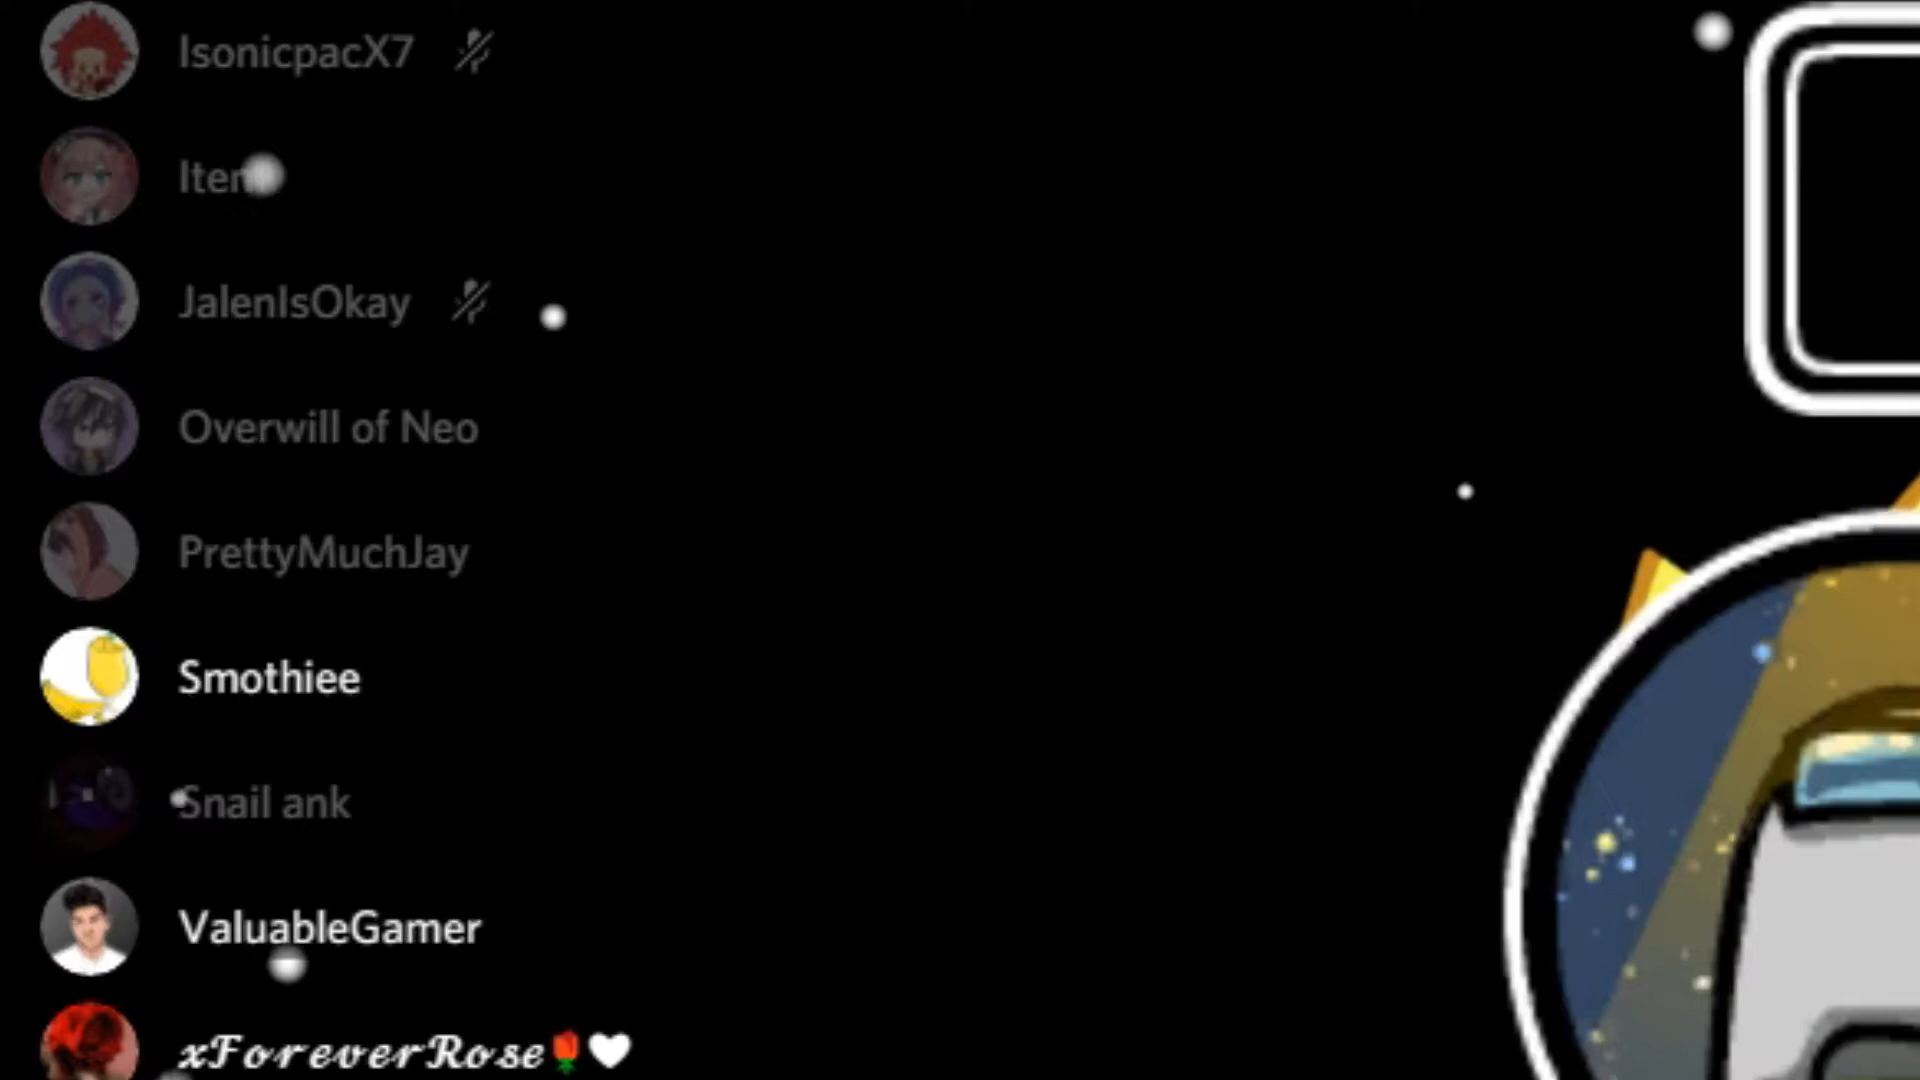 IsonicpacX7
JalenIsOkay
Overwill of Neo
PrettyMuchJay
Smothiee
Snail ank
ValuableGamer
xForeverRose🌹🤍